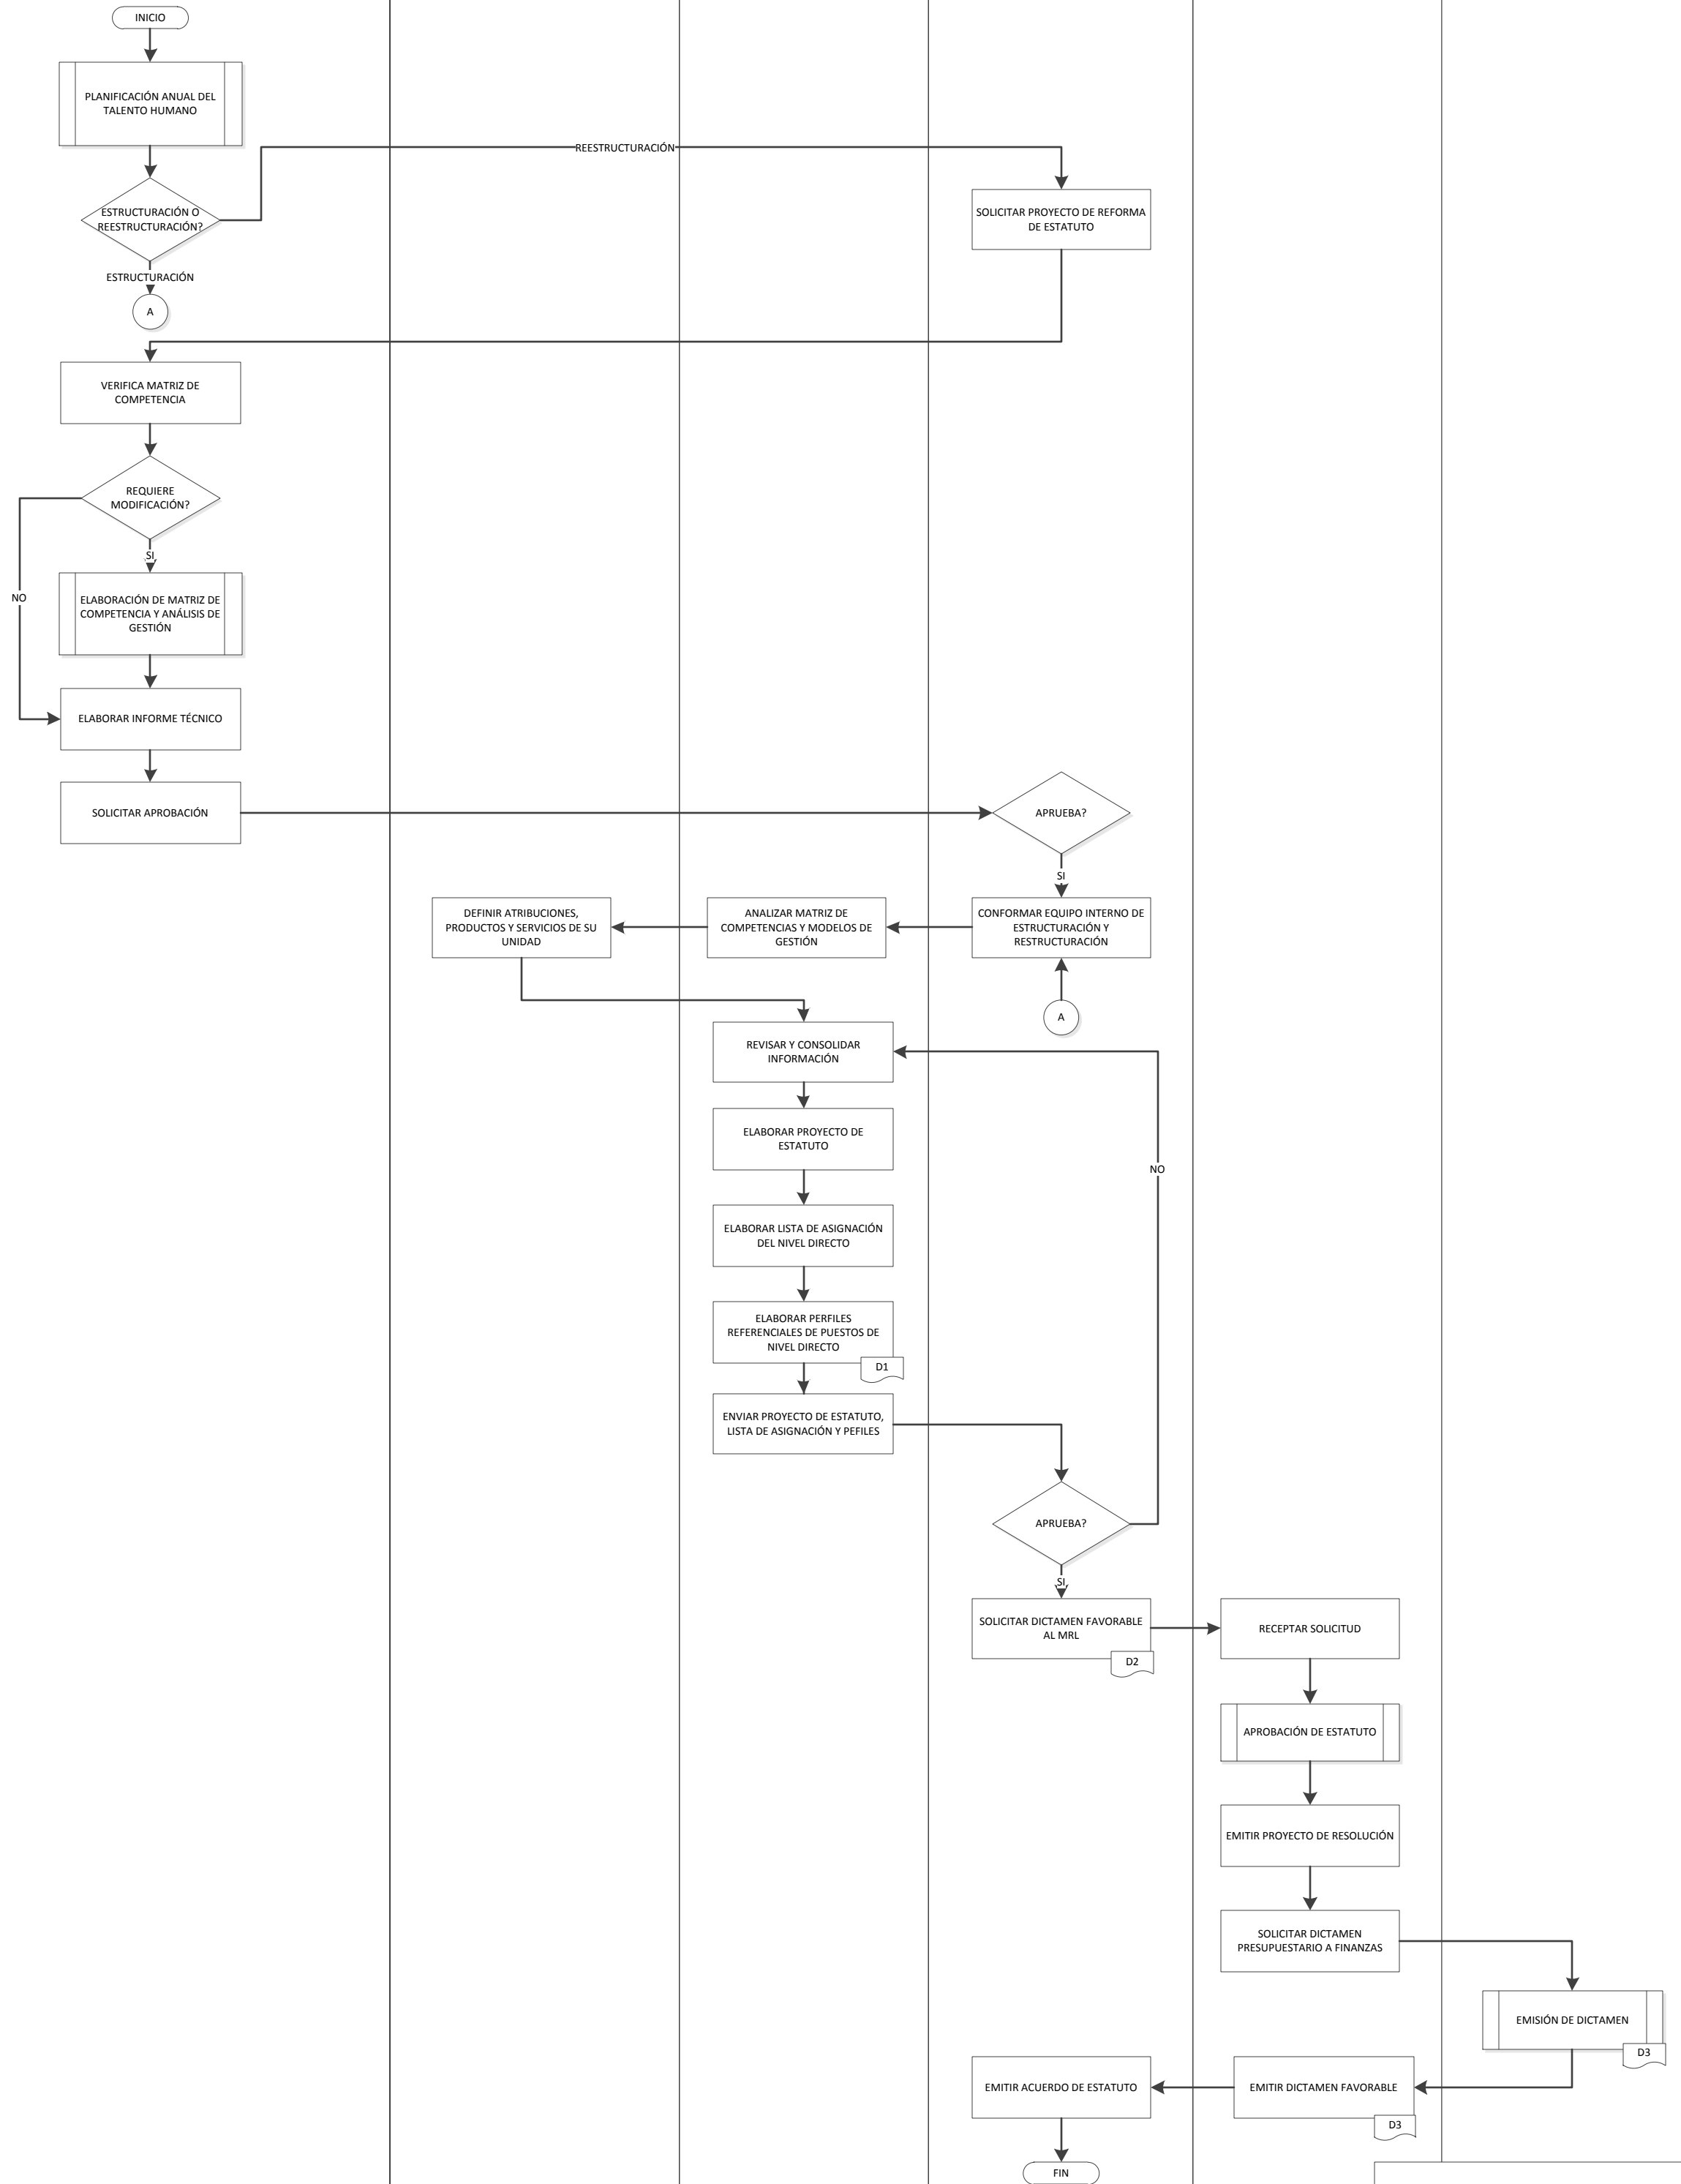 INICIO
PLANIFICACIÓN ANUAL DEL
TALENTO HUMANO
REESTRUCTURACIÓN
ESTRUCTURACIÓN O
REESTRUCTURACIÓN?
SOLICITAR PROYECTO DE REFORMA
DE ESTATUTO
ESTRUCTURACIÓN
A
VERIFICA MATRIZ DE
COMPETENCIA
REQUIERE
MODIFICACIÓN?
SI
NO
ELABORACIÓN DE MATRIZ DE
COMPETENCIA Y ANÁLISIS DE
GESTIÓN
ELABORAR INFORME TÉCNICO
SOLICITAR APROBACIÓN
APRUEBA?
SI
DEFINIR ATRIBUCIONES,
PRODUCTOS Y SERVICIOS DE SU
UNIDAD
ANALIZAR MATRIZ DE
COMPETENCIAS Y MODELOS DE
GESTIÓN
CONFORMAR EQUIPO INTERNO DE
ESTRUCTURACIÓN Y
RESTRUCTURACIÓN
A
REVISAR Y CONSOLIDAR
INFORMACIÓN
ELABORAR PROYECTO DE
ESTATUTO
NO
ELABORAR LISTA DE ASIGNACIÓN
DEL NIVEL DIRECTO
ELABORAR PERFILES
REFERENCIALES DE PUESTOS DE
NIVEL DIRECTO
D1
ENVIAR PROYECTO DE ESTATUTO,
LISTA DE ASIGNACIÓN Y PEFILES
APRUEBA?
SI
SOLICITAR DICTAMEN FAVORABLE
AL MRL
D2
RECEPTAR SOLICITUD
APROBACIÓN DE ESTATUTO
EMITIR PROYECTO DE RESOLUCIÓN
SOLICITAR DICTAMEN
PRESUPUESTARIO A FINANZAS
EMISIÓN DE DICTAMEN
D3
EMITIR ACUERDO DE ESTATUTO
EMITIR DICTAMEN FAVORABLE
D3
FIN